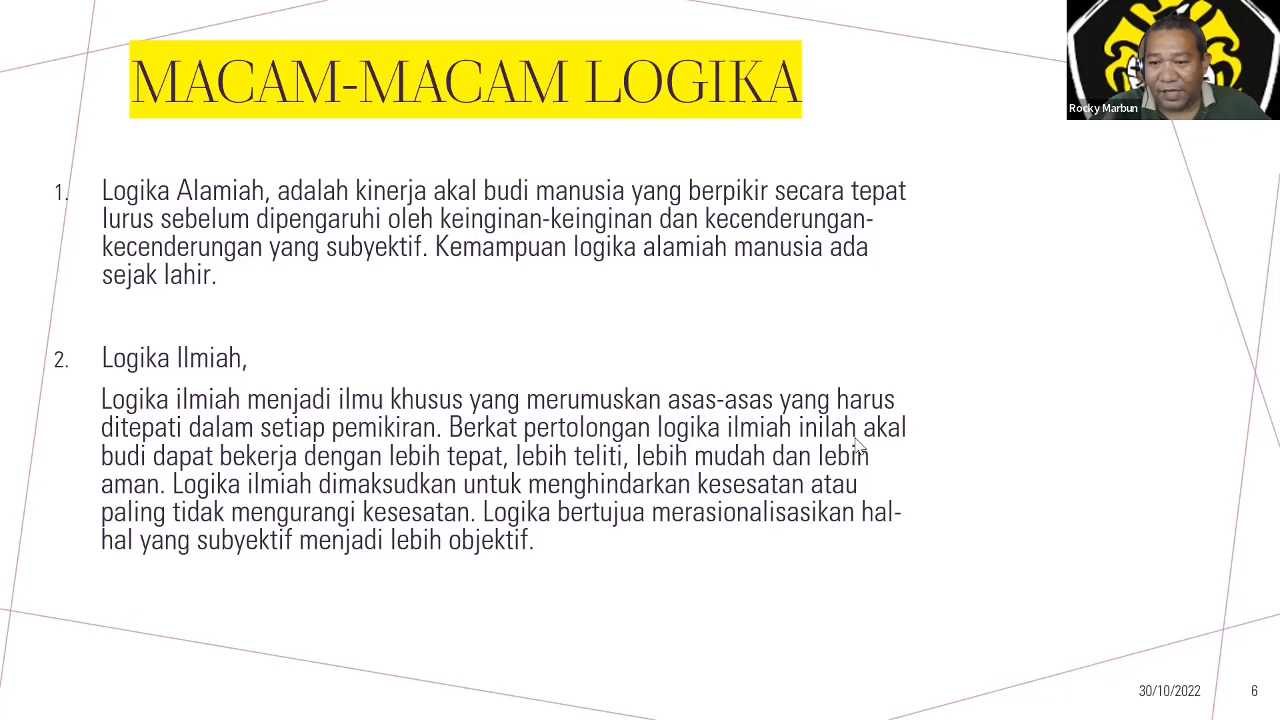 MACAM-MACAM LOGIKA
Rocky Marbun
1. Logika Alamiah, adalah kinerja akal budi manusia yang berpikir secara tepat
lurus sebelum dipengaruhi oleh keinginan-keinginan dan kecenderungan-
kecenderungan yang subyektif. Kemampuan logika alamiah manusia ada
sejak lahir.
2. Logika Ilmiah,
Logika ilmiah menjadi ilmu khusus yang merumuskan asas-asas yang harus
ditepati dalam setiap pemikiran. Berkat pertolongan logika ilmiah inilah akal
budi dapat bekerja dengan lebih tepat, lebih teliti, lebih mudah dan lebih
aman. Logika ilmiah dimaksudkan untuk menghindarkan kesesatan atau
paling tidak mengurangi kesesatan. Logika bertujua merasionalisasikan hal-
hal yang subyektif menjadi lebih objektif.
30/10/2022
6